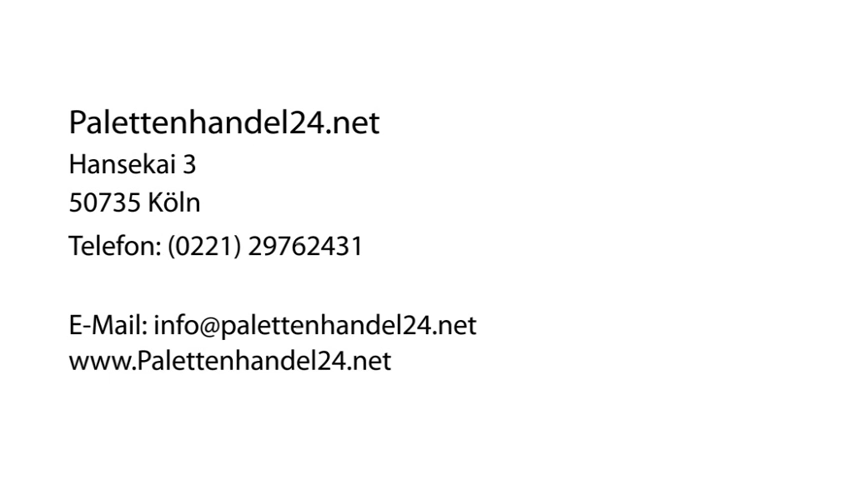 Palettenhandel24.net
Hansekai 3
50735 Köln
Telefon: (0221) 29762431
E-Mail: info@palettenhandel24.net
www.Palettenhandel24.net